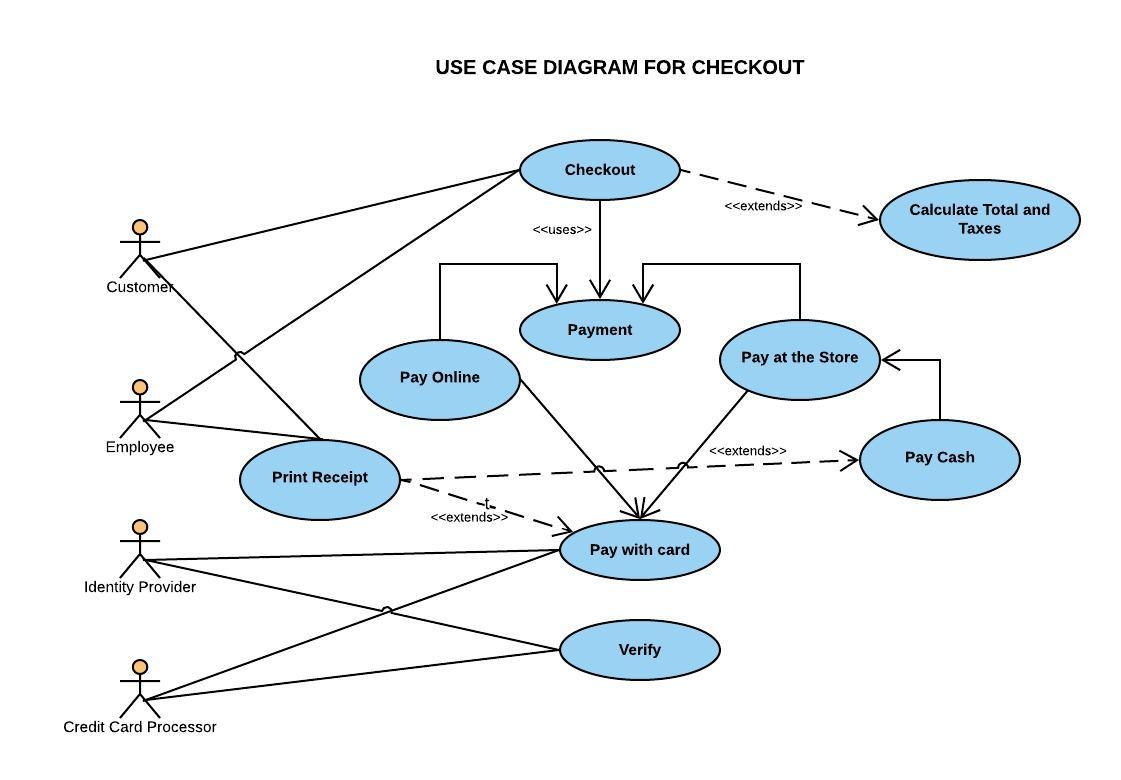 USE CASE DIAGRAM FOR CHECKOUT
Checkout
<<extends>>
Calculate Total and
Taxes
<<uses>>
Customer
Payment
Pay at the Store
Pay Online
Employee
<<extends>>
Pay Cash
Print Receipt
t.
<<extends>>
Pay with card
Identity Provider
Verify
Credit Card Processor